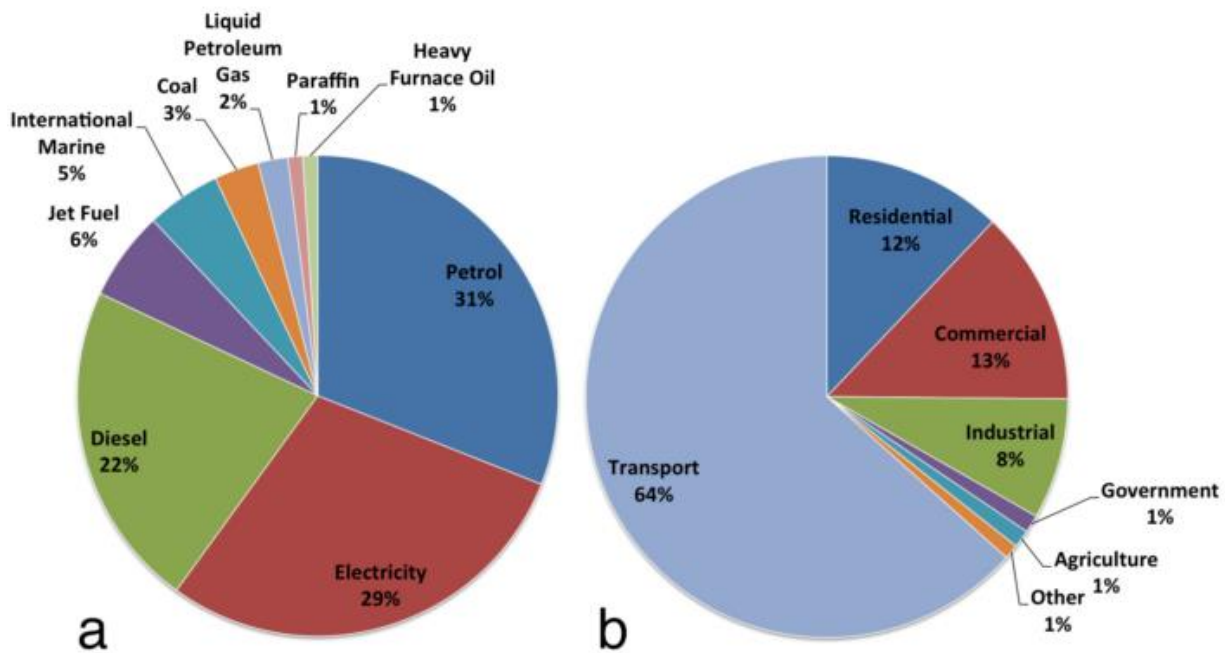 Liquid
Petroleum
Gas
2%
Heavy
Furnace Oil
1%
Coal
3%
Paraffin
1%
International
Marine
5%
Jet Fuel
6%
Petrol
31%
Diesel
22%
Electricity
29%
a
Residential
12%
Commercial
13%
Industrial
8%
Transport
64%
Government
1%
Agriculture
1%
Other
1%
b